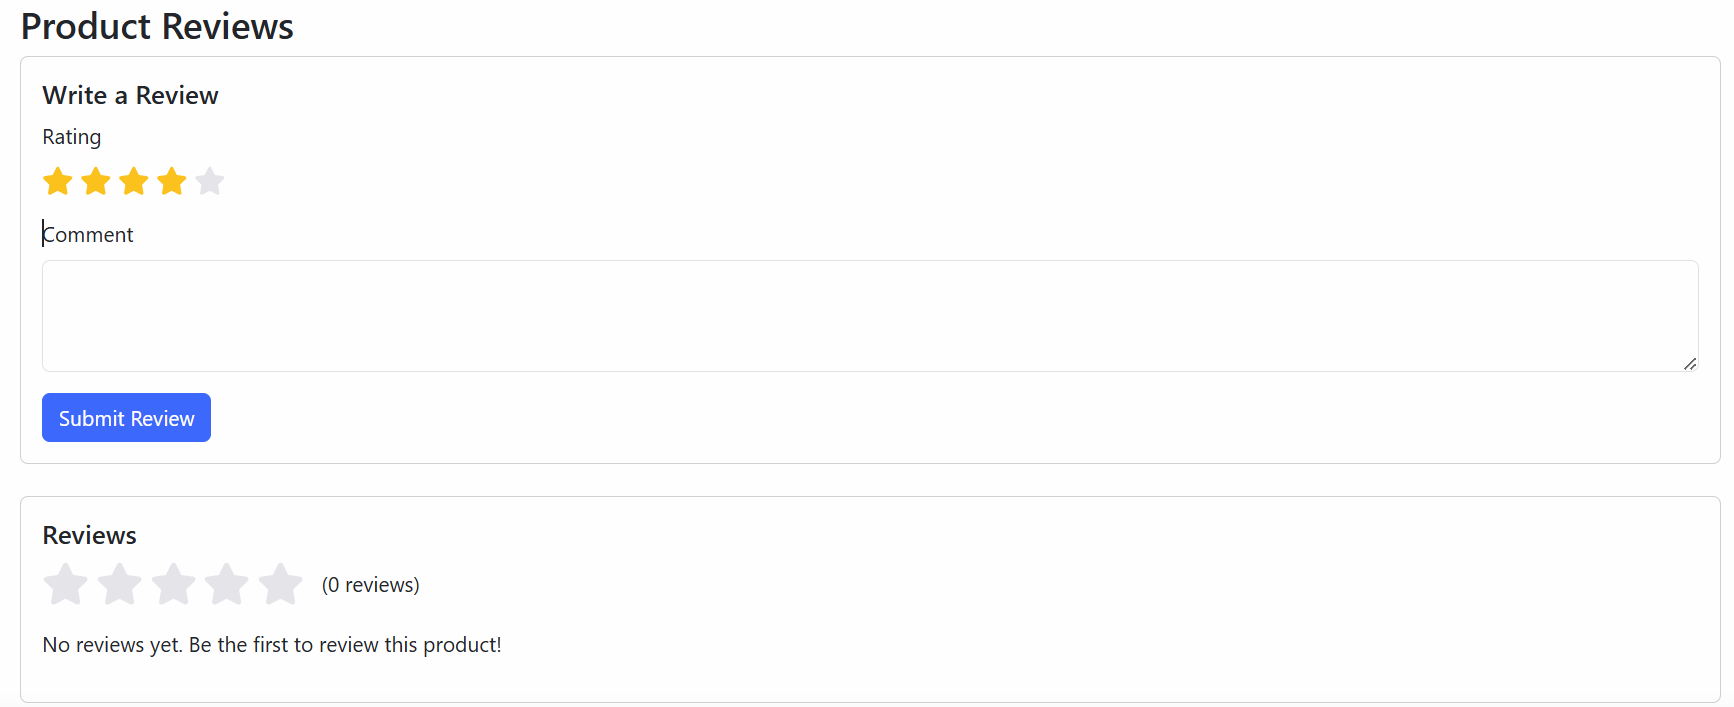 Product Reviews
Write a Review
Rating
Comment
Submit Review
Reviews
(0 reviews)
No reviews yet. Be the first to review this product!